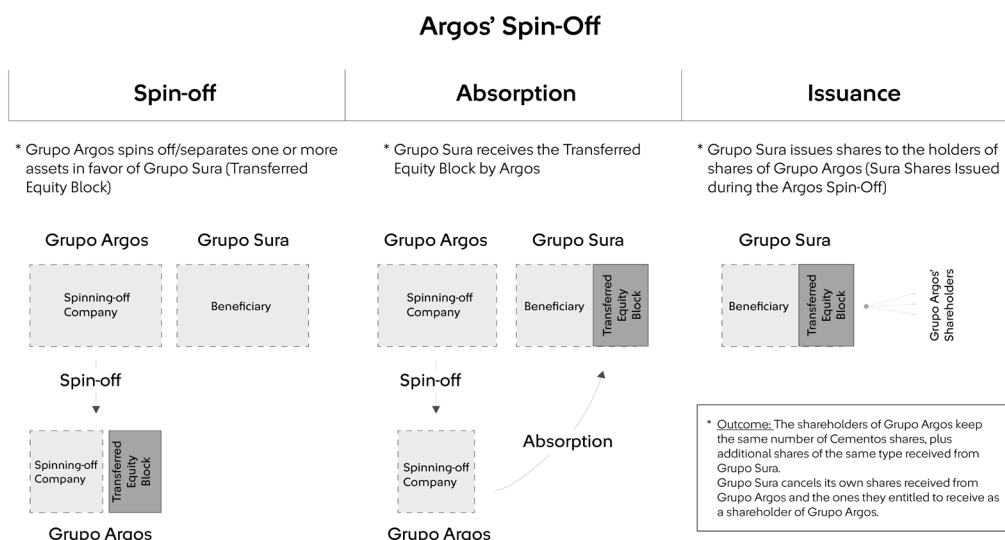 Argos’ Spin-Off
Spin-off
* Grupo Argos spins off/separates one or more
assets in favor of Grupo Sura (Transferred
Equity Block)
Grupo Argos
Grupo Sura
Spinning-off
Company
Beneficiary
Spin-off
Spinning-off
Company
Transferred
Equity
Block
Grupo Argos
Absorption
* Grupo Sura receives the Transferred
Equity Block by Argos
Grupo Argos
Grupo Sura
Spinning-off
Company
Beneficiary
Transferred
Equity
Block
Spin-off
Absorption
Spinning-off
Company
Grupo Argos
Issuance
* Grupo Sura issues shares to the holders of
shares of Grupo Argos (Sura Shares Issued
during the Argos Spin-Off)
Grupo Sura
Beneficiary
Transferred
Equity
Block
Grupo Argos’
Shareholders
* Outcome: The shareholders of Grupo Argos keep
the same number of Cementos shares, plus
additional shares of the same type received from
Grupo Sura.
Grupo Sura cancels its own shares received from
Grupo Argos and the ones they entitled to receive as
a shareholder of Grupo Argos.